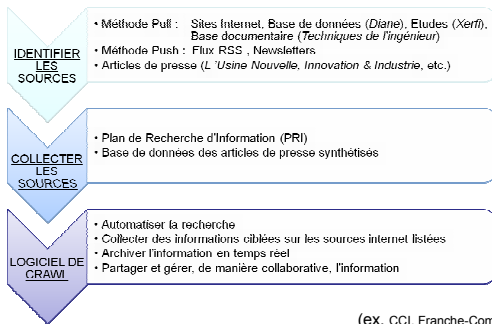 IDENTIFIER
LES
SOURCES
• Méthode Pull : Sites Internet, Base de données (Diane), Etudes (Xerfi),
Base documentaire (Techniques de l'ingénieur)
• Méthode Push : Flux RSS , Newsletters
• Articles de presse (L 'Usine Nouvelle, Innovation & Industrie, etc.)
COLLECTER
LES
SOURCES
• Plan de Recherche d'Information (PRI)
• Base de données des articles de presse synthétisés
LOGICIEL DE
CRAWL
• Automatiser la recherche
• Collecter des informations ciblées sur les sources internet listées
• Archiver l'information en temps réel
• Partager et gérer, de manière collaborative, l'information
(ex. CCI Franche-Com